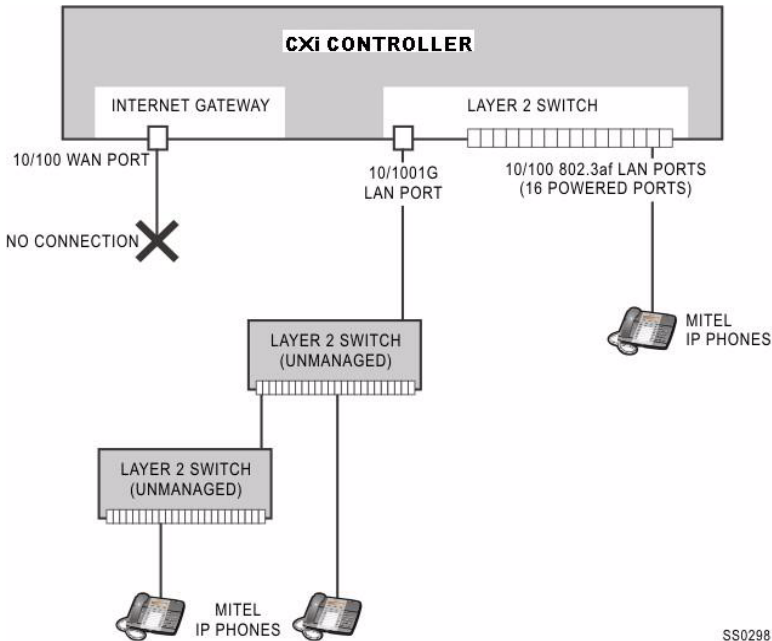 CXi CONTROLLER
INTERNET GATEWAY
LAYER 2 SWITCH
10/100 WAN PORT
10/1001G
LAN PORT
10/100 802.3af LAN PORTS
(16 POWERED PORTS)
NO CONNECTION
MITEL
IP PHONES
LAYER 2 SWITCH
(UNMANAGED)
LAYER 2 SWITCH
(UNMANAGED)
MITEL
IP PHONES
SS0298